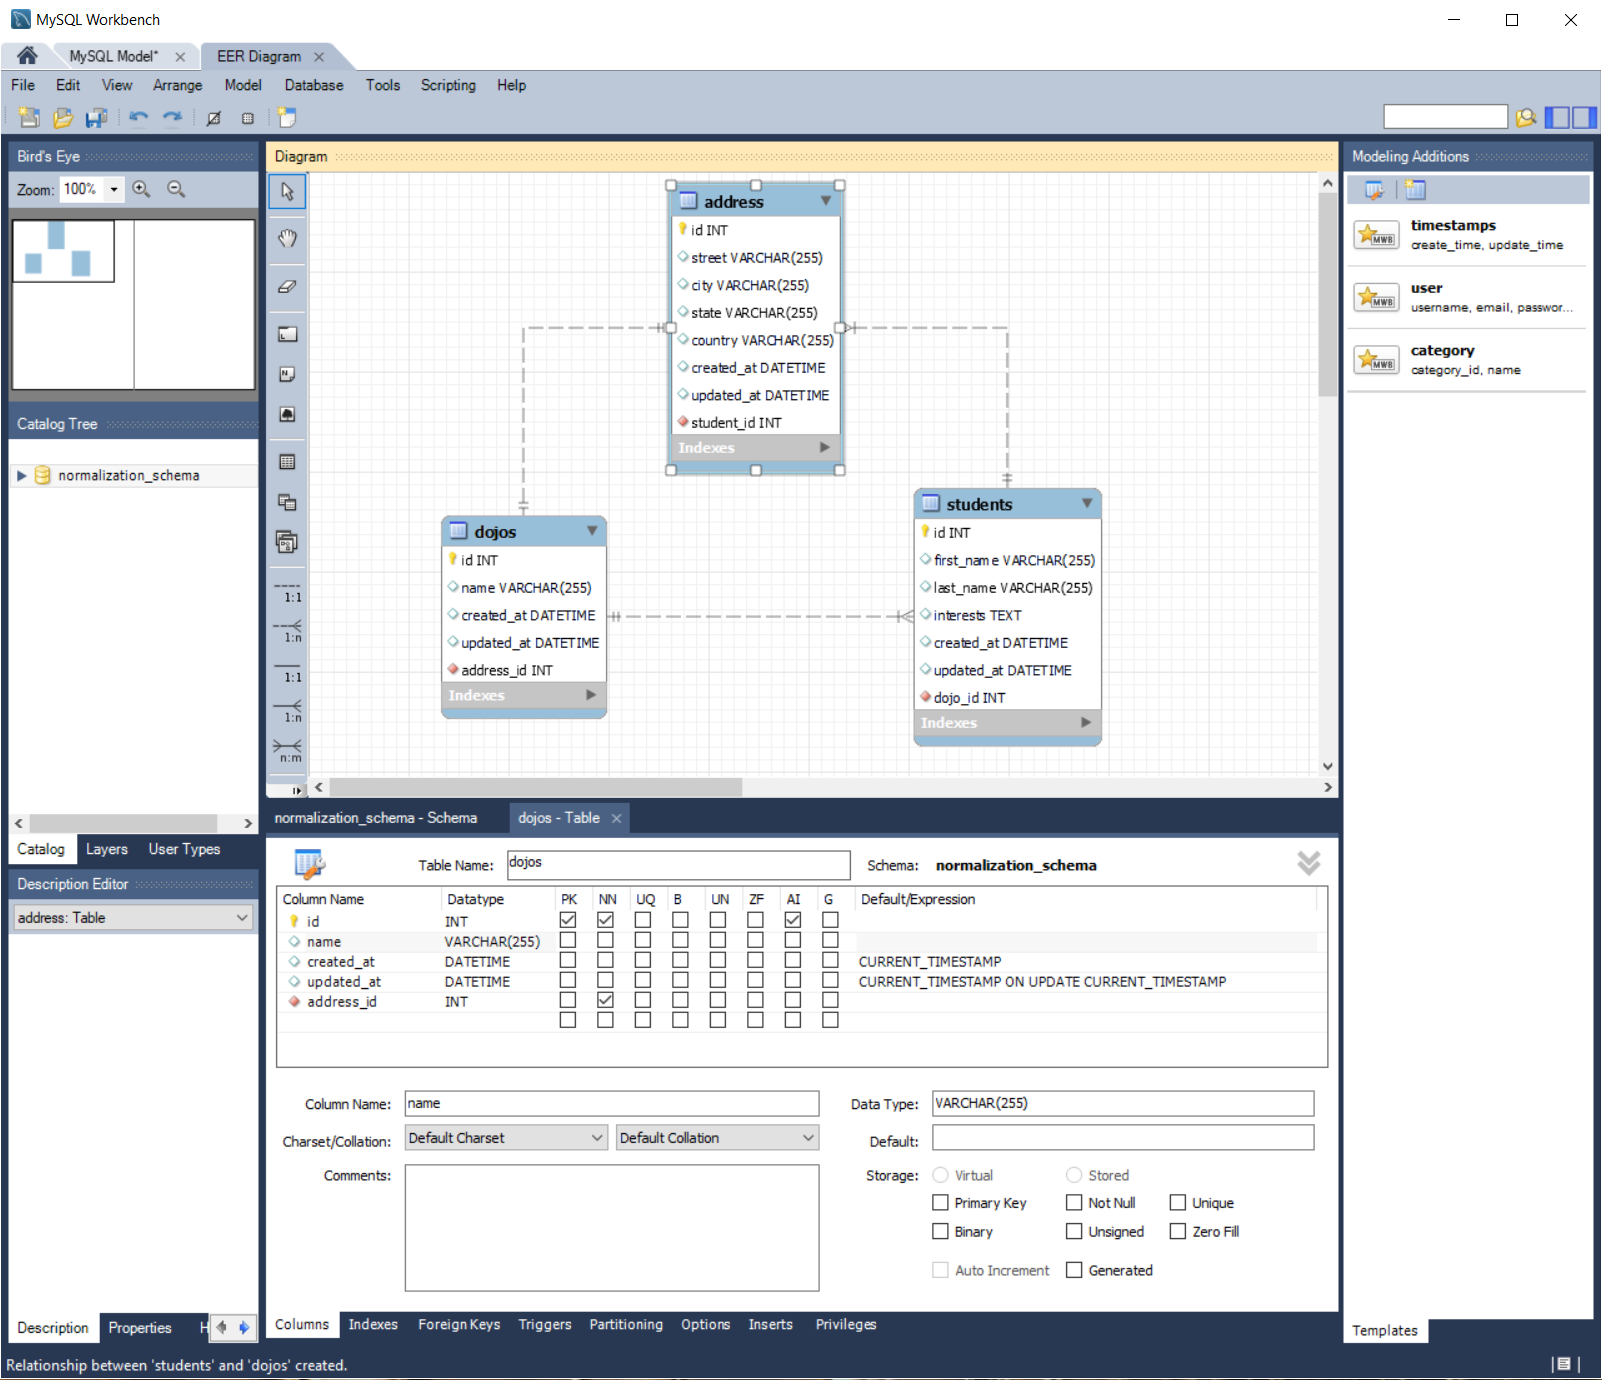 MySQL Workbench
MySQL Model*
EER Diagram
File Edit View Arrange Model Database Tools Scripting Help
Bird's Eye
Zoom: 100%
Catalog Tree
normalization_schema
Catalog Layers User Types
Description Editor
address: Table
Description Properties H
Diagram
1:1
1:n
1:1
1:n
n:m
address
id INT
street VARCHAR(255)
city VARCHAR(255)
state VARCHAR(255)
country VARCHAR(255)
created_at DATETIME
updated_at DATETIME
student_id INT
Indexes
dojos
id INT
name VARCHAR(255)
created_at DATETIME
updated_at DATETIME
address_id INT
Indexes
students
id INT
first_name VARCHAR(255)
last_name VARCHAR(255)
interests TEXT
created_at DATETIME
updated_at DATETIME
dojo_id INT
Indexes
Modeling Additions
MWB
timestamps
create_time, update_time
MWB
user
username, email, passwor...
MWB
category
category_id, name
Templates
normalization_schema - Schema
dojos - Table
Table Name: dojos
Schema: normalization_schema
Column Name Datatype PK NN UQ B UN ZF AI G Default/Expression
id INT
name VARCHAR(255)
created_at DATETIME CURRENT_TIMESTAMP
updated_at DATETIME CURRENT_TIMESTAMP ON UPDATE CURRENT_TIMESTAMP
address_id INT
Column Name: name
Data Type: VARCHAR(255)
Charset/Collation: Default Charset Default Collation
Default:
Comments:
Storage: Virtual Stored
Primary Key Not Null Unique
Binary Unsigned Zero Fill
Auto Increment Generated
Columns Indexes Foreign Keys Triggers Partitioning Options Inserts Privileges
Relationship between 'students' and 'dojos' created.